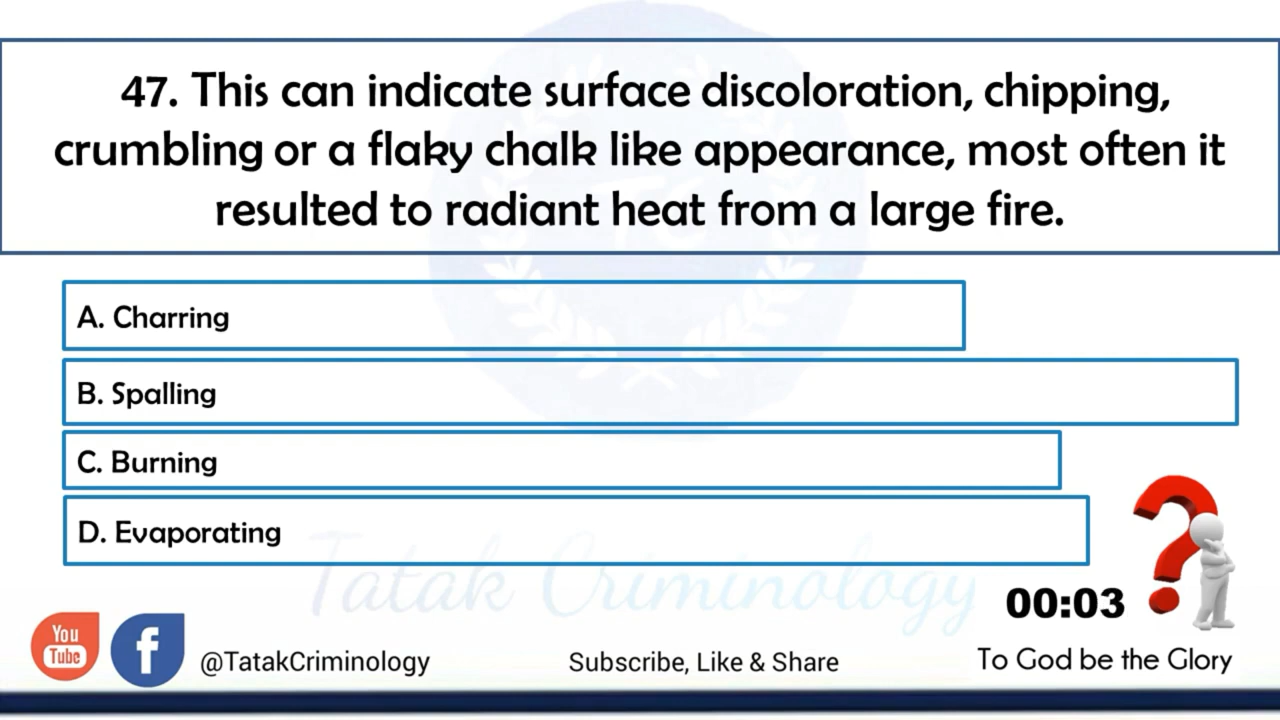 47. This can indicate surface discoloration, chipping,
crumbling or a flaky chalk like appearance, most often it
resulted to radiant heat from a large fire.
A. Charring
B. Spalling
C. Burning
D. Evaporating
Tatak Criminology
00:03
You
Tube
f
@TatakCriminology
Subscribe, Like & Share
To God be the Glory